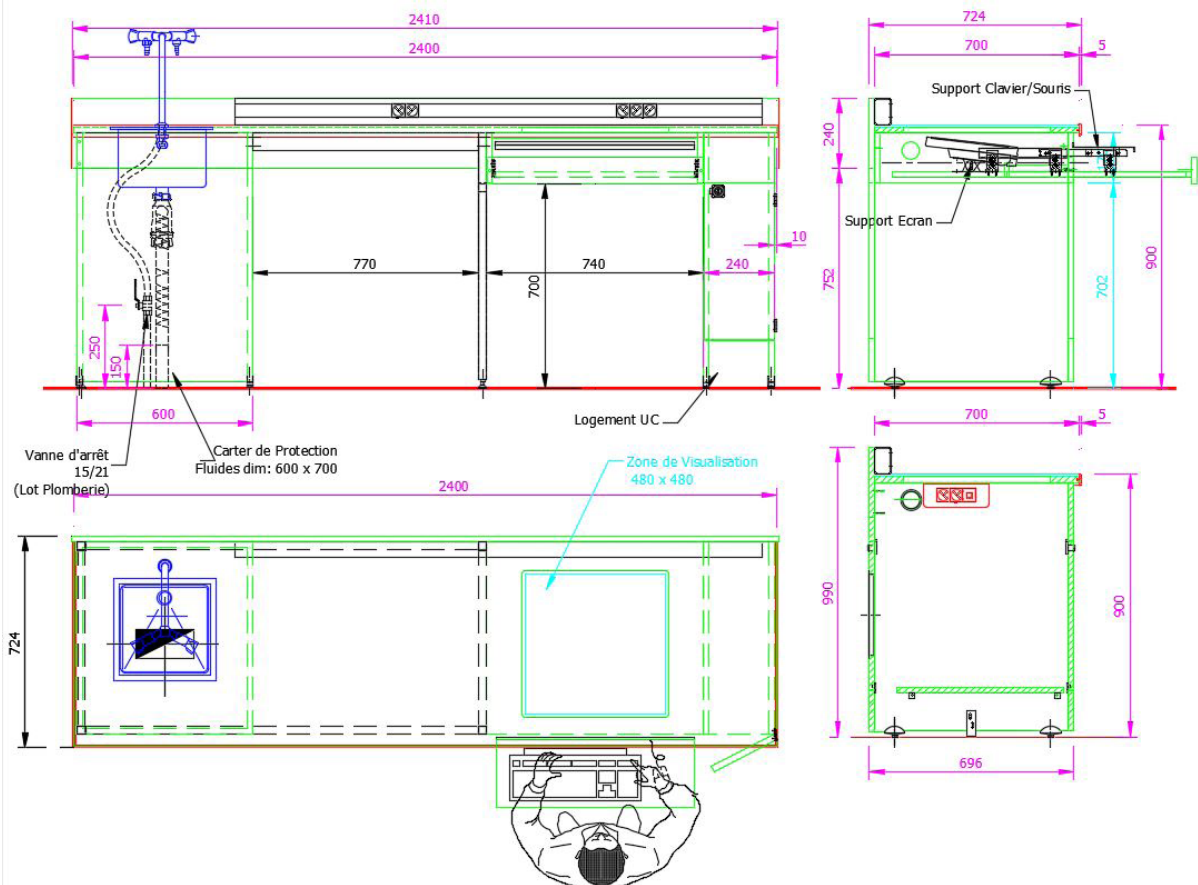 2410
2400
724
700
5
Support Clavier/Souris
240
Support Ecran
10
770
740
240
700
752
702
900
250
150
600
Logement UC
Vanne d'arrêt
15/21
(Lot Plomberie)
Carter de Protection
Fluides dim: 600 x 700
Zone de Visualisation
480 x 480
2400
724
700
5
990
900
696